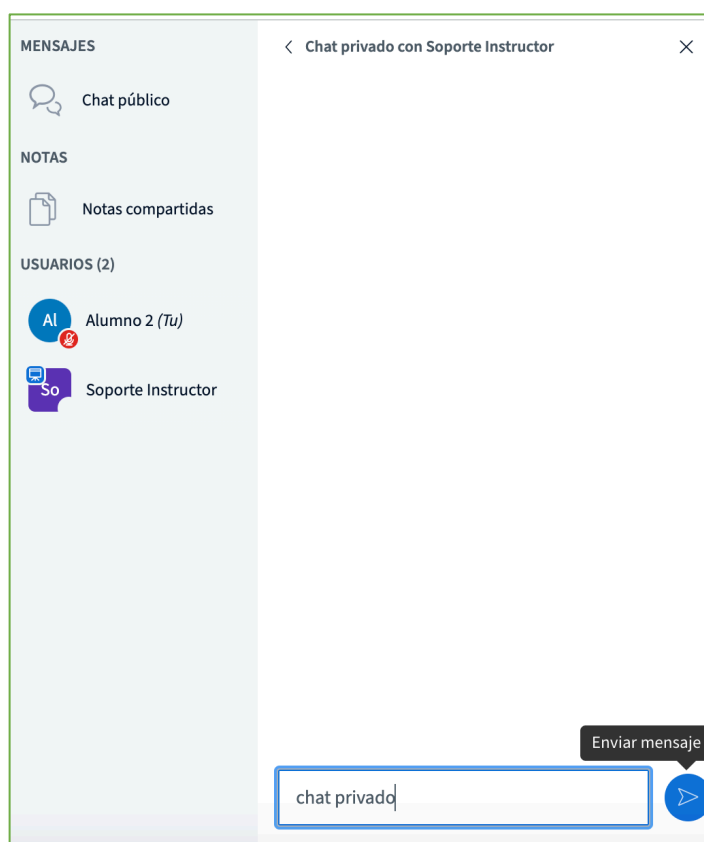 MENSAJES
Chat público
NOTAS
Notas compartidas
USUARIOS (2)
Al Alumno 2 (Tu)
So Soporte Instructor
Chat privado con Soporte Instructor
Enviar mensaje
chat privado